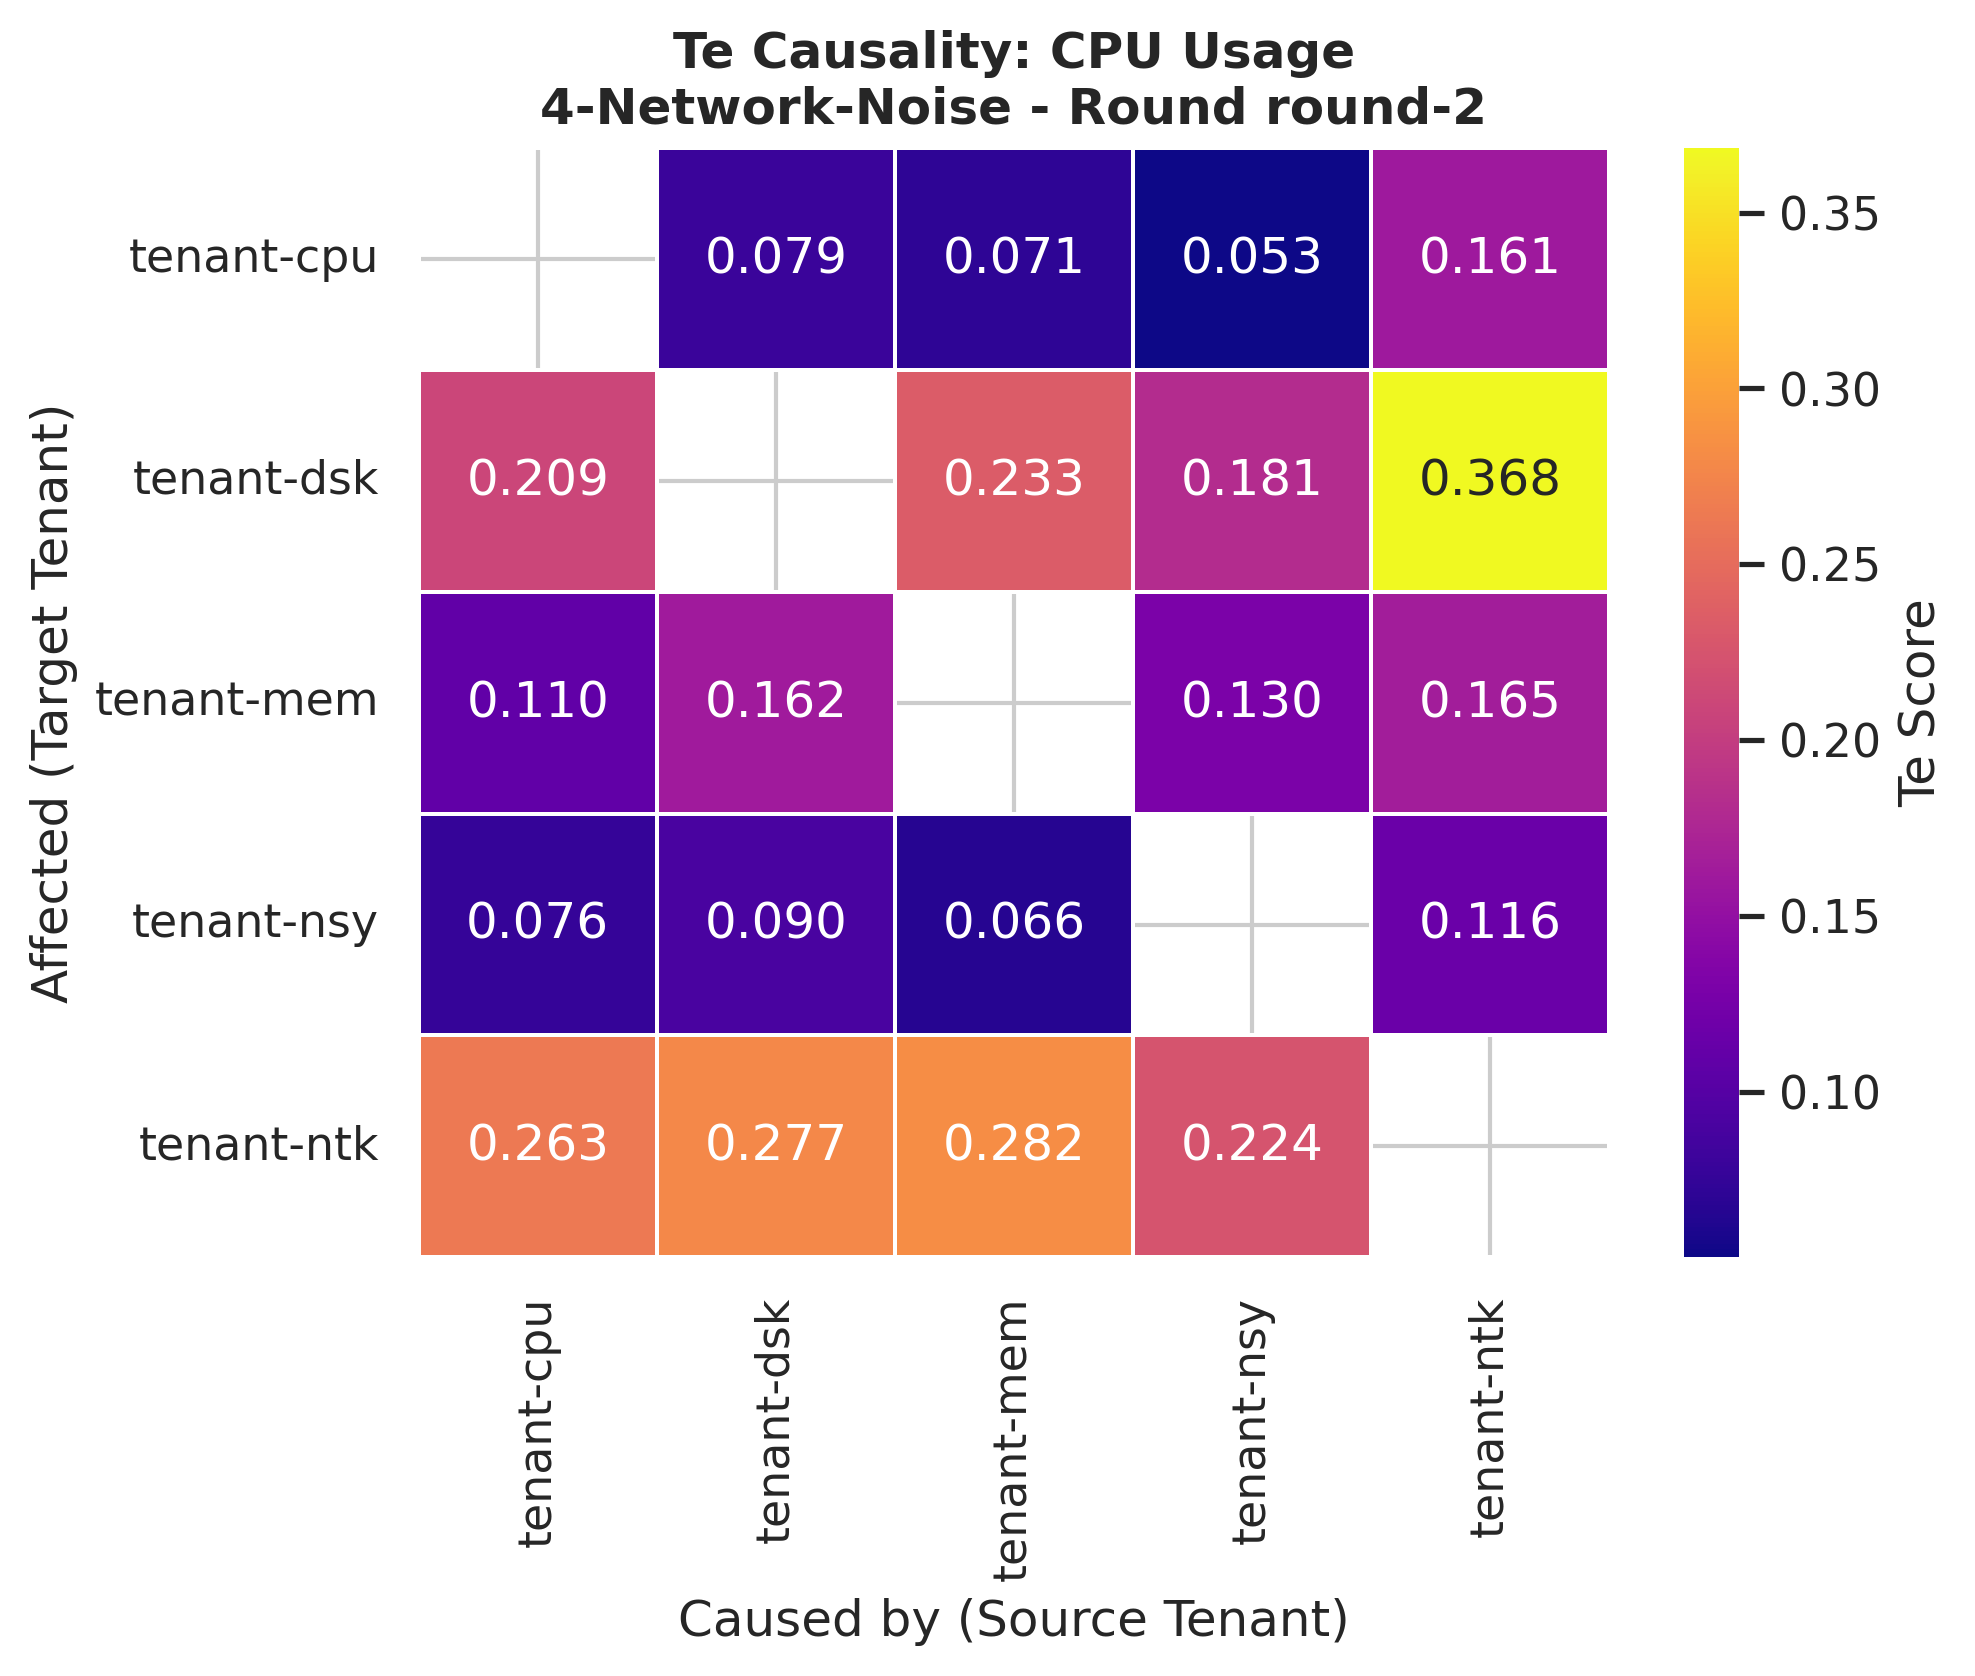 Te Causality: CPU Usage
4-Network-Noise - Round round-2
Affected (Target Tenant)
tenant-cpu 0.079 0.071 0.053 0.161
tenant-dsk 0.209 0.233 0.181 0.368
tenant-mem 0.110 0.162 0.130 0.165
tenant-nsy 0.076 0.090 0.066 0.116
tenant-ntk 0.263 0.277 0.282 0.224
tenant-cpu tenant-dsk tenant-mem tenant-nsy tenant-ntk
Caused by (Source Tenant)
0.35
0.30
0.25
0.20
0.15
0.10
Te Score